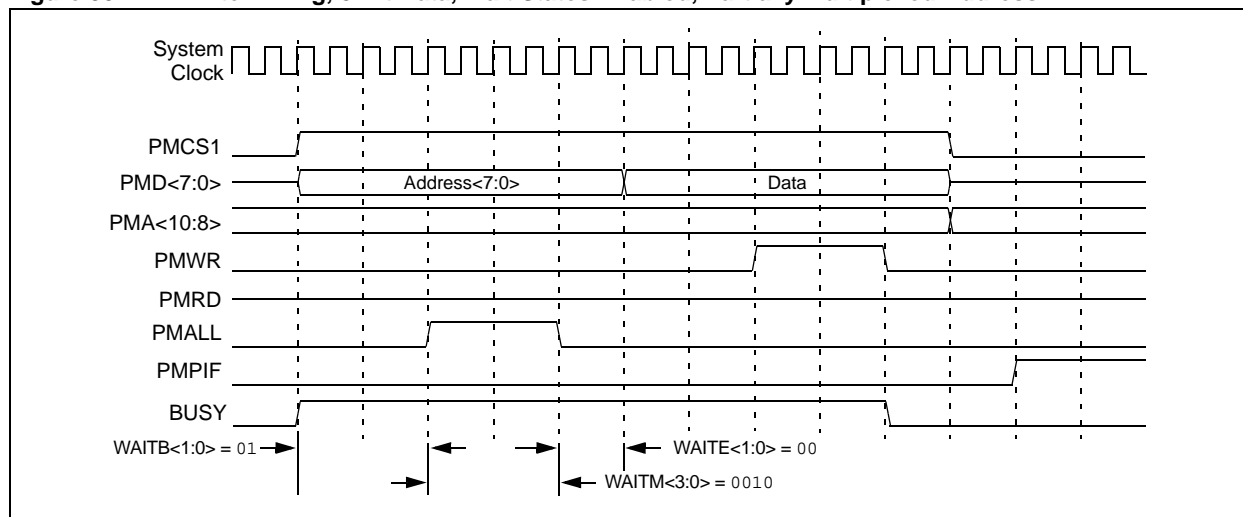 System
Clock
PMCS1
PMD<7:0>
Address<7:0>
Data
PMA<10:8>
PMWR
PMRD
PMALL
PMPIF
BUSY
WAITB<1:0> = 01
WAITE<1:0> = 00
WAITM<3:0> = 0010